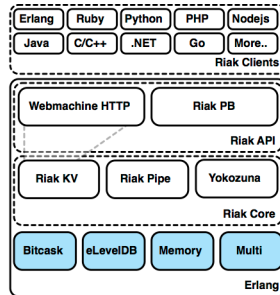 Erlang Ruby Python PHP Nodejs
Java C/C++ .NET Go More..
Riak Clients
Webmachine HTTP Riak PB
Riak API
Riak KV Riak Pipe Yokozuna
Riak Core
Bitcask eLevelDB Memory Multi
Erlang